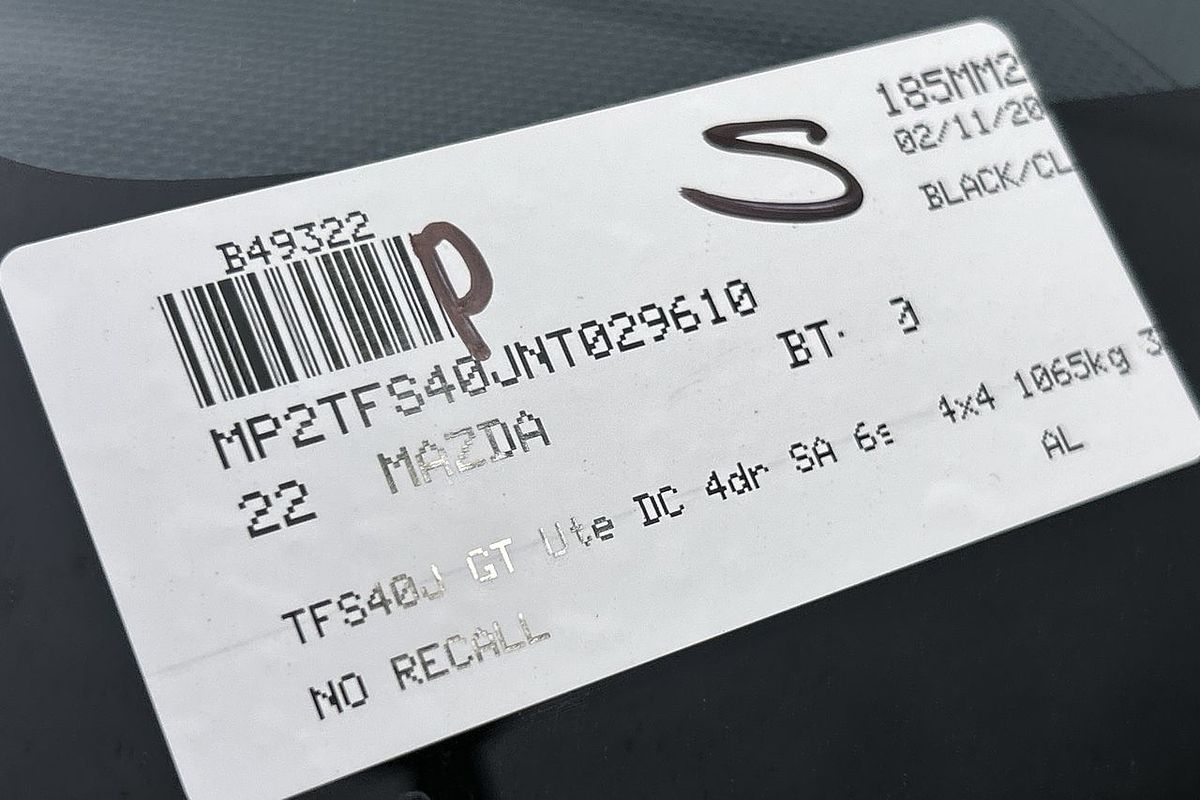 185MM2
02/11/20
BLACK/CL
S
B49322
P
MP2TFS40JNT029610
22 MAZDA
BT·
TFS40J GT Ute DC 4dr SA 6s 4x4 1065kg 3
AL
NO RECALL